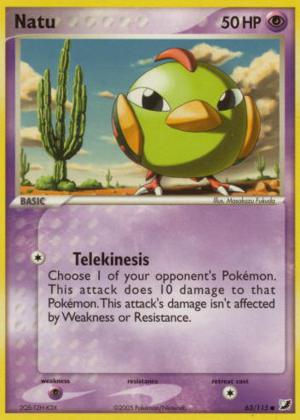 Natu 50 HP
BASIC
Illus. Masakazu Fukuda
Telekinesis
Choose 1 of your opponent's Pokémon.
This attack does 10 damage to that
Pokémon. This attack's damage isn't affected
by Weakness or Resistance.
weakness resistance retreat cost
©2005 Pokémon/Nintendo. 63/115